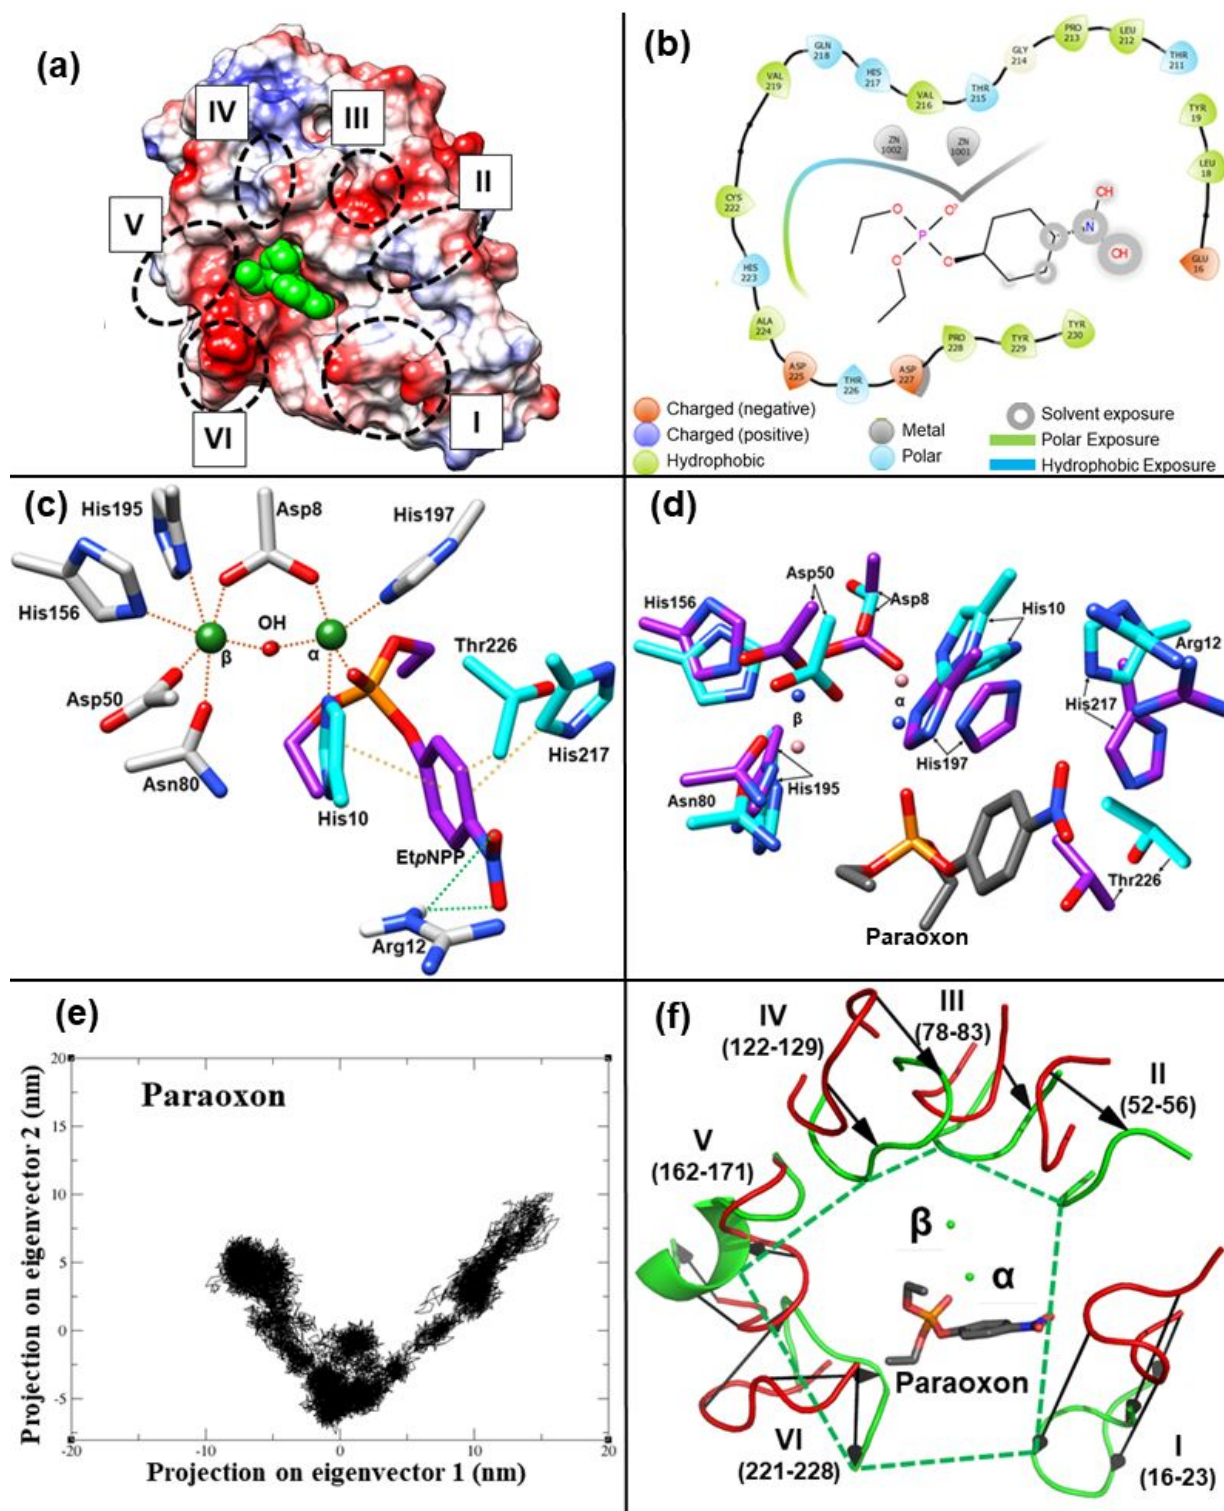 (a)
IV
III
II
V
VI
I
(b)
GLN
218
HIS
217
VAL
219
VAL
216
THR
215
GLY
214
PRO
213
LEU
212
THR
211
TYR
19
LEU
18
GLU
16
ZN
1002
ZN
1001
CYS
222
HIS
223
ALA
224
ASP
225
THR
226
ASP
227
PRO
228
TYR
229
TYR
230
O
O
P
O
O
N
OH
OH
Charged (negative)
Charged (positive)
Hydrophobic
Metal
Polar
Solvent exposure
Polar Exposure
Hydrophobic Exposure
(c)
His195
Asp8
His197
His156
OH
β
α
Thr226
Asp50
His217
Asn80
His10
EtpNPP
Arg12
(d)
Asp50
His156
Asp8
His10
Arg12
α
β
His217
His197
His195
Asn80
Thr226
Paraoxon
(e)
Paraoxon
Projection on eigenvector 2 (nm)
20
15
10
5
0
-5
-20
-10
0
10
20
Projection on eigenvector 1 (nm)
(f)
IV
(122-129)
III
(78-83)
II
(52-56)
V
(162-171)
β
α
Paraoxon
VI
(221-228)
I
(16-23)